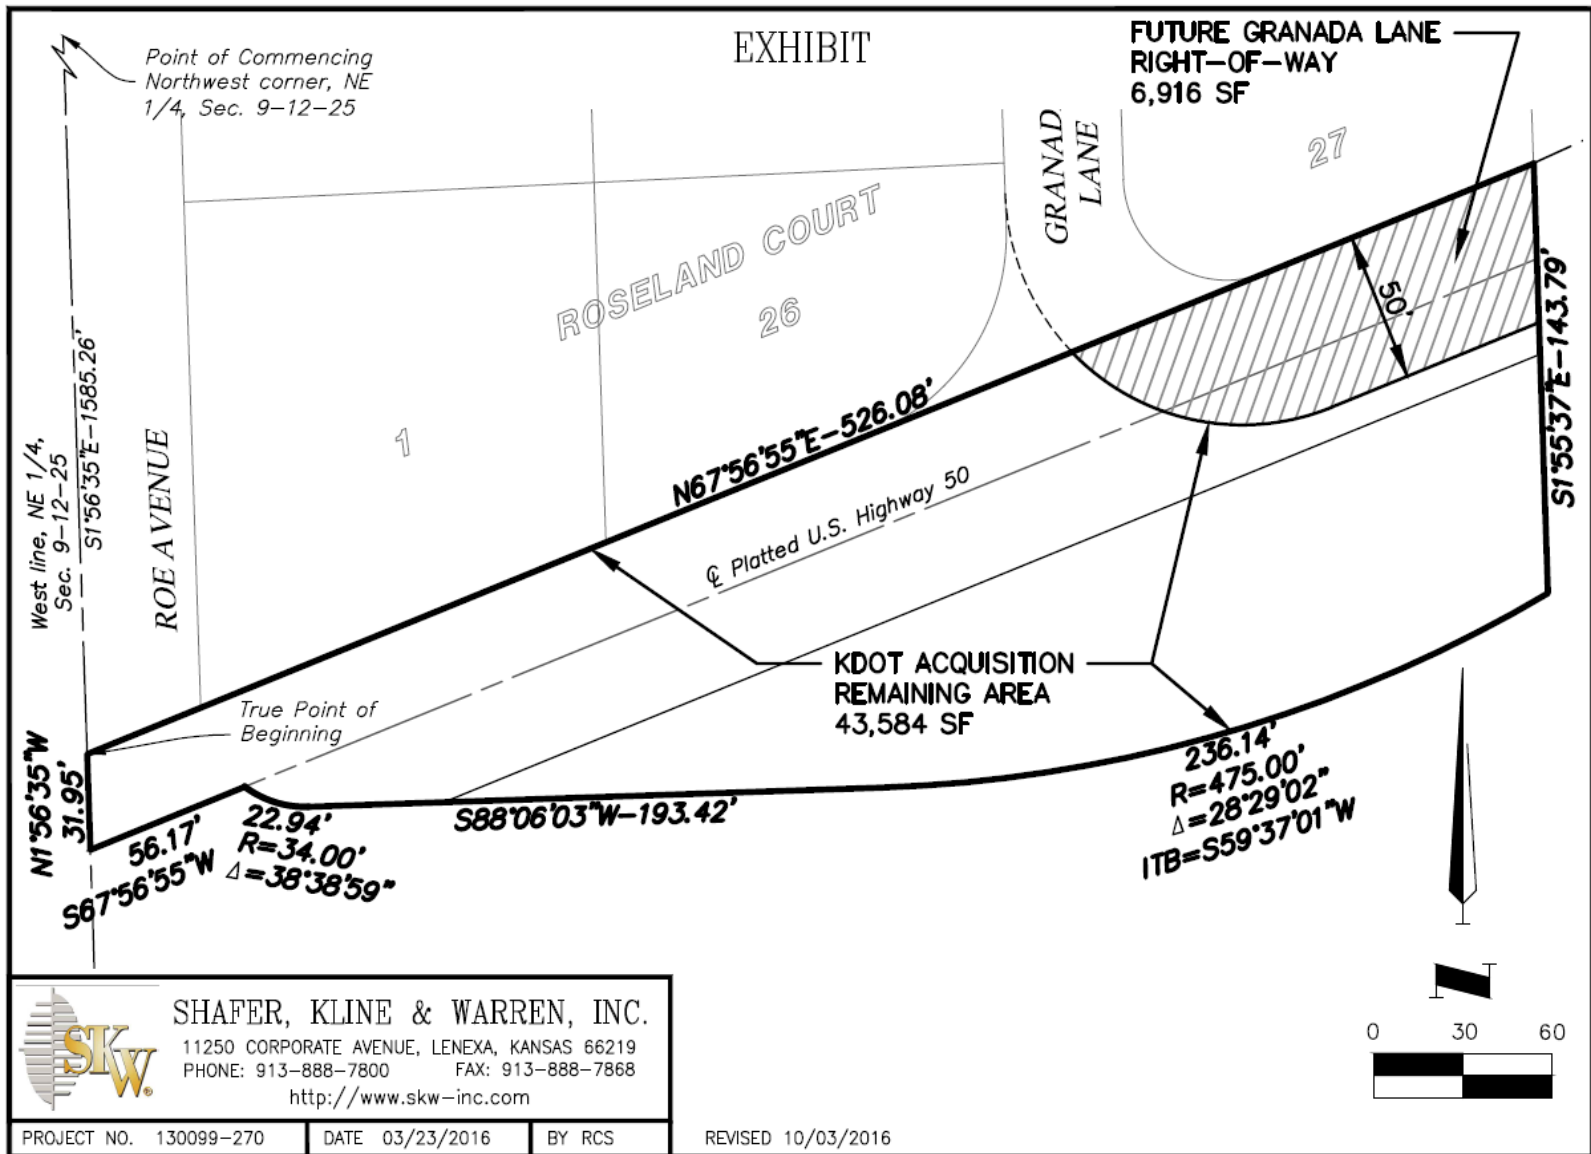 EXHIBIT
Point of Commencing
Northwest corner, NE
1/4, Sec. 9-12-25
FUTURE GRANADA LANE
RIGHT-OF-WAY
6,916 SF
GRANAD
LANE
27
ROSELAND COURT
26
1
50'
West line, NE 1/4,
Sec. 9-12-25
S1°56'35"E-1585.26'
ROE AVENUE
N67°56'55"E-526.08'
℄ Platted U.S. Highway 50
S1°55'37"E-143.79'
KDOT ACQUISITION
REMAINING AREA
43,584 SF
True Point of
Beginning
N1°56'35"W
31.95'
56.17'
S67°56'55"W
22.94'
R=34.00'
Δ=38°38'59"
S88°06'03"W-193.42'
236.14'
R=475.00'
Δ=28°29'02"
ITB=S59°37'01"W
N
0 30 60
SKW.
SHAFER, KLINE & WARREN, INC.
11250 CORPORATE AVENUE, LENEXA, KANSAS 66219
PHONE: 913-888-7800 FAX: 913-888-7868
http://www.skw-inc.com
PROJECT NO. 130099-270 DATE 03/23/2016 BY RCS REVISED 10/03/2016